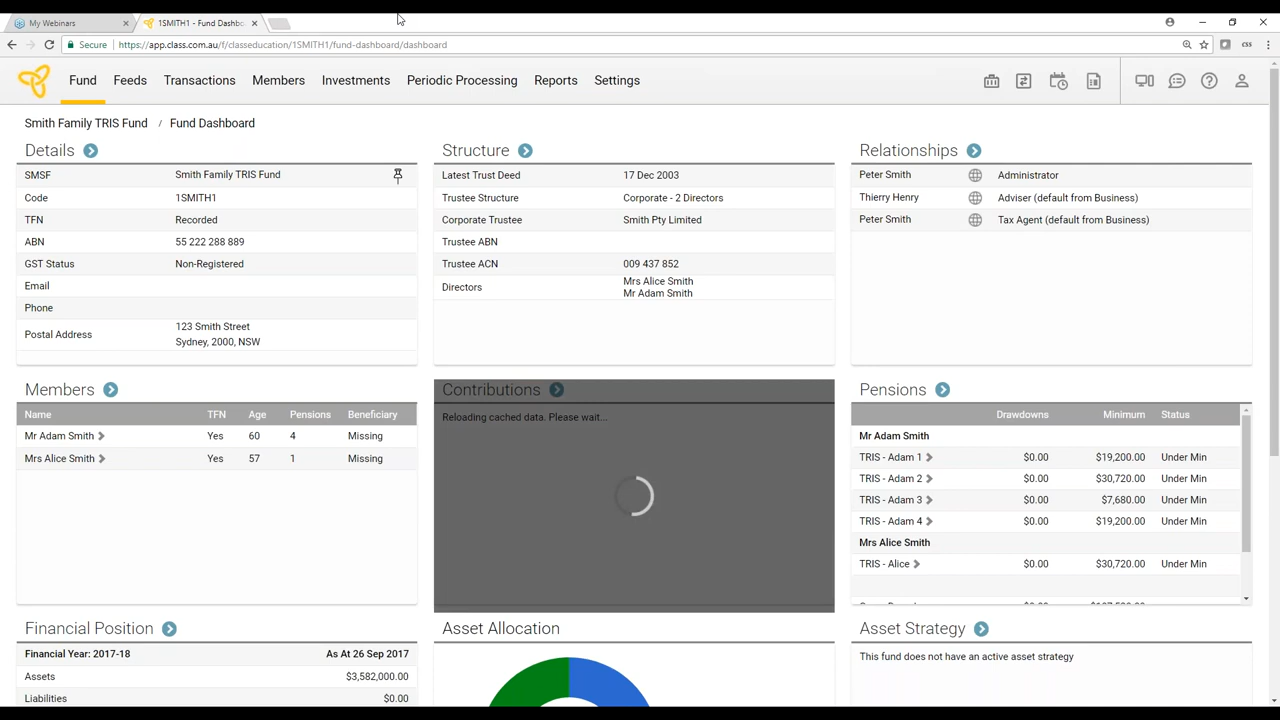 My Webinars
1SMITH1 - Fund Dashbo
Secure
https://app.class.com.au/f/classeducation/1SMITH1/fund-dashboard/dashboard
Fund Feeds Transactions Members Investments Periodic Processing Reports Settings
Smith Family TRIS Fund / Fund Dashboard
Details
SMSF Smith Family TRIS Fund
Code 1SMITH1
TFN Recorded
ABN 55 222 288 889
GST Status Non-Registered
Email
Phone
Postal Address 123 Smith Street
Sydney, 2000, NSW
Structure
Latest Trust Deed 17 Dec 2003
Trustee Structure Corporate - 2 Directors
Corporate Trustee Smith Pty Limited
Trustee ABN
Trustee ACN 009 437 852
Directors Mrs Alice Smith
Mr Adam Smith
Relationships
Peter Smith Administrator
Thierry Henry Adviser (default from Business)
Peter Smith Tax Agent (default from Business)
Members
Name TFN Age Pensions Beneficiary
Mr Adam Smith Yes 60 4 Missing
Mrs Alice Smith Yes 57 1 Missing
Contributions
Reloading cached data. Please wait...
Pensions
Drawdowns Minimum Status
Mr Adam Smith
TRIS - Adam 1 $0.00 $19,200.00 Under Min
TRIS - Adam 2 $0.00 $30,720.00 Under Min
TRIS - Adam 3 $0.00 $7,680.00 Under Min
TRIS - Adam 4 $0.00 $19,200.00 Under Min
Mrs Alice Smith
TRIS - Alice $0.00 $30,720.00 Under Min
Financial Position
Financial Year: 2017-18 As At 26 Sep 2017
Assets $3,582,000.00
Liabilities $0.00
Asset Allocation
Asset Strategy
This fund does not have an active asset strategy